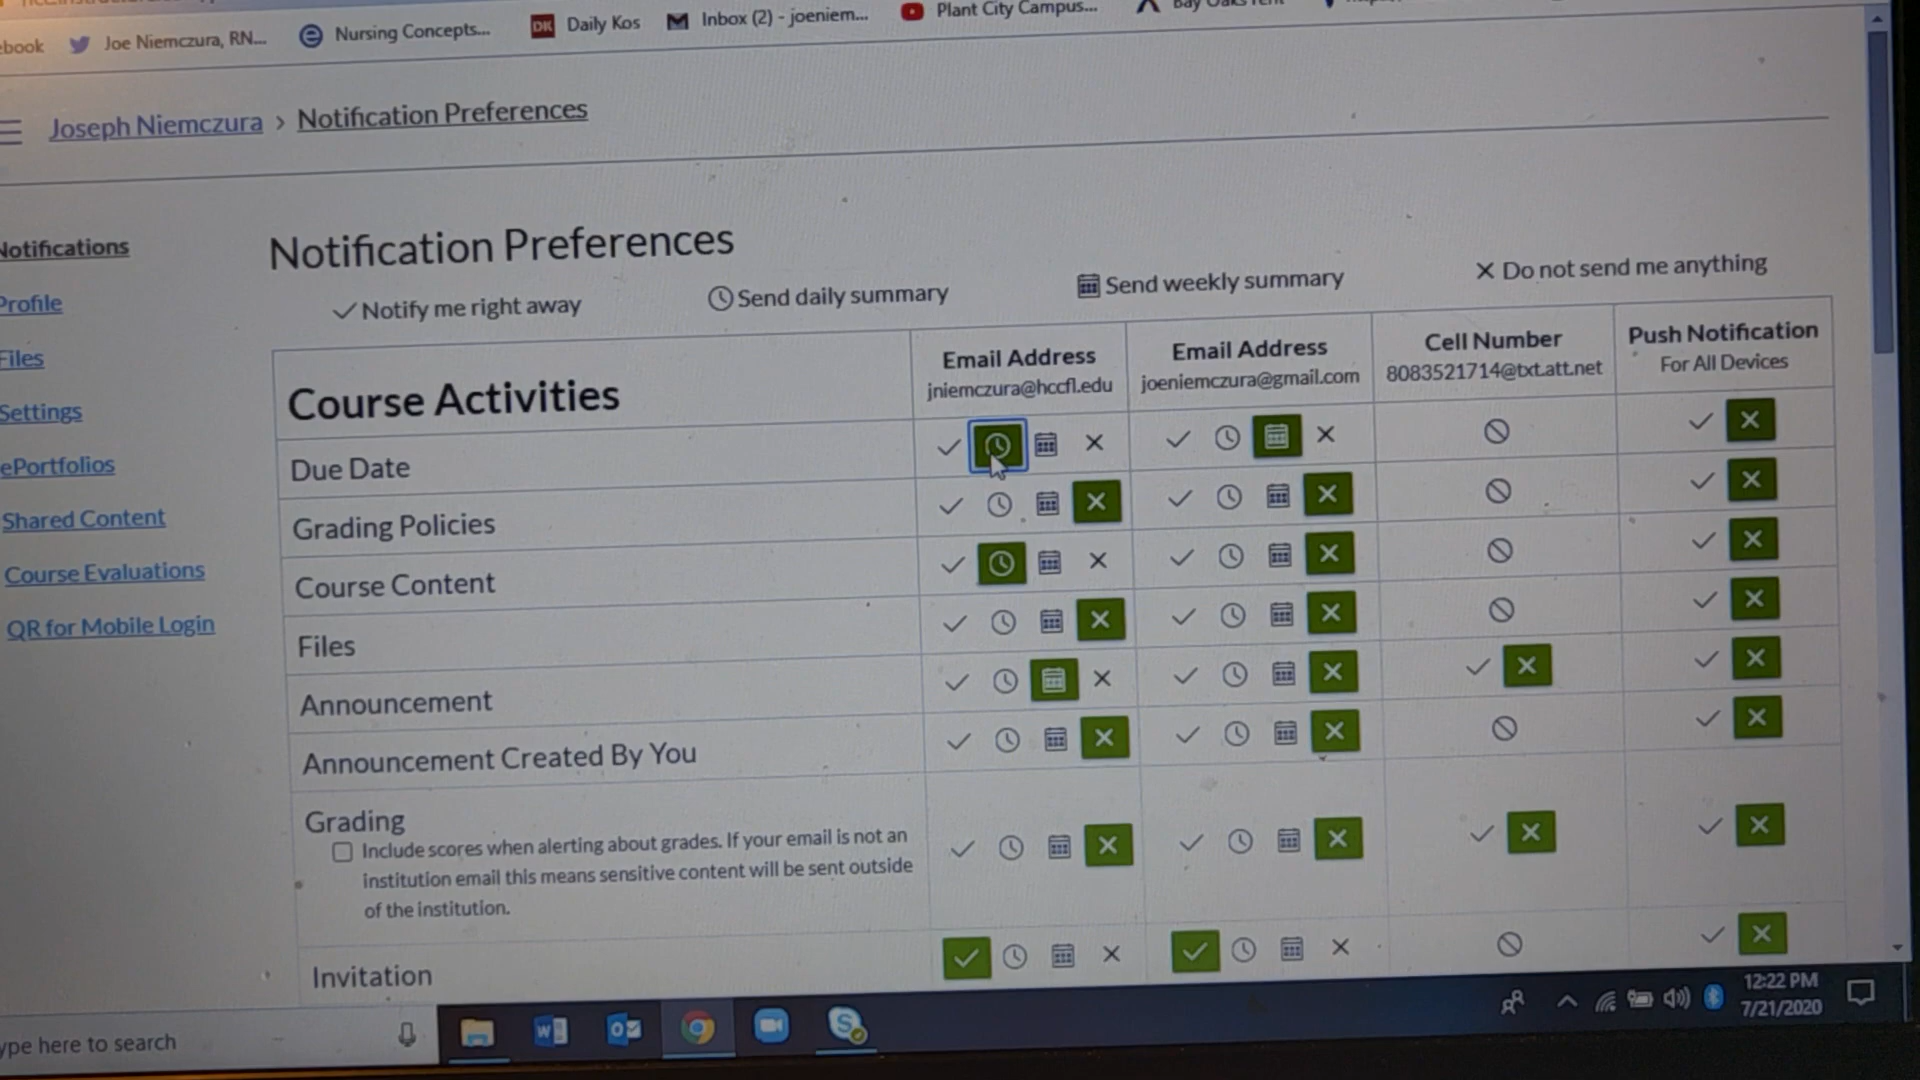 ebook Joe Niemczura, RN... Nursing Concepts... DK Daily Kos Inbox (2) - joeniem... Plant City Campus...
Joseph Niemczura > Notification Preferences
Notifications
Profile
Files
Settings
ePortfolios
Shared Content
Course Evaluations
QR for Mobile Login
Notification Preferences
Notify me right away Send daily summary Send weekly summary Do not send me anything
Course Activities
Email Address
jniemczura@hccfl.edu
Email Address
joeniemczura@gmail.com
Cell Number
8083521714@txt.att.net
Push Notification
For All Devices
Due Date
Grading Policies
Course Content
Files
Announcement
Announcement Created By You
Grading
Include scores when alerting about grades. If your email is not an
institution email this means sensitive content will be sent outside
of the institution.
Invitation
ype here to search
12:22 PM
7/21/2020